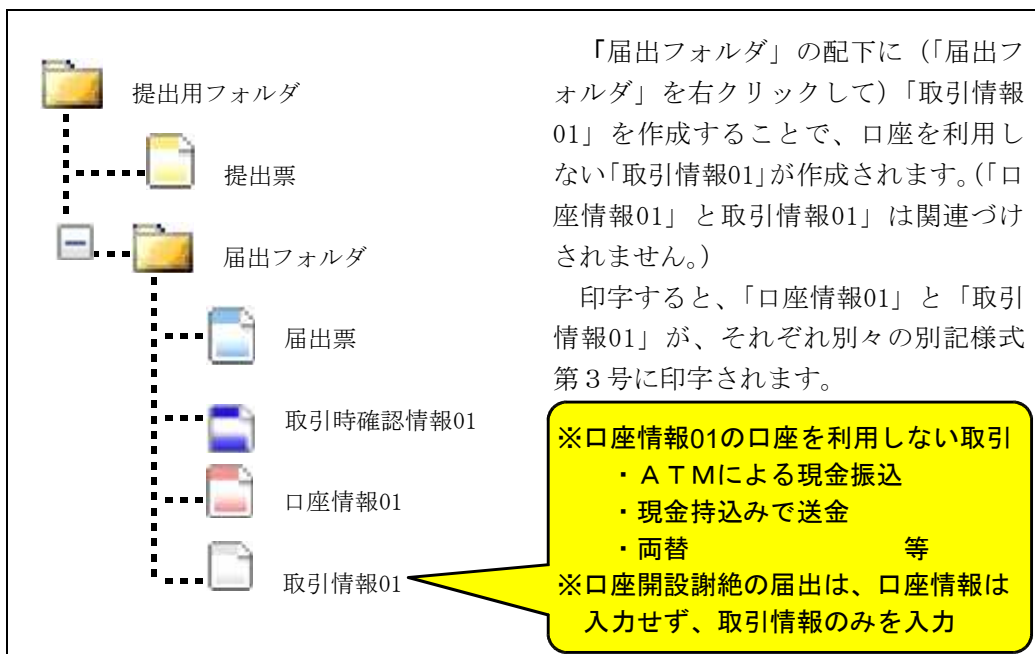 提出用フォルダ
提出票
届出フォルダ
届出票
取引時確認情報01
口座情報01
取引情報01
「届出フォルダ」の配下に(「届出フ
ォルダ」を右クリックして)「取引情報
01」を作成することで、口座を利用し
ない「取引情報01」が作成されます。(「口
座情報01」と取引情報01」は関連づけ
されません。)
印字すると、「口座情報01」と「取引
情報01」が、それぞれ別々の別記様式
第3号に印字されます。
※口座情報01の口座を利用しない取引
・ATMによる現金振込
・現金持込みで送金
・両替 等
※口座開設謝絶の届出は、口座情報は
入力せず、取引情報のみを入力